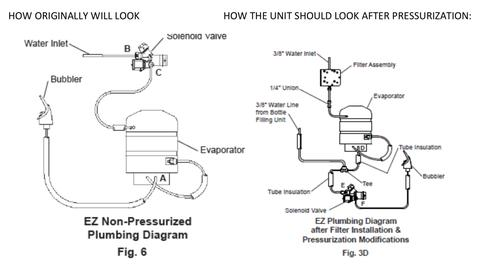 HOW ORIGINALLY WILL LOOK
HOW THE UNIT SHOULD LOOK AFTER PRESSURIZATION:
Solenoid Valve
Water Inlet
B
C
Bubbler
Evaporator
A
EZ Non-Pressurized
Plumbing Diagram
Fig. 6
3/8" Water Inlet
Filter Assembly
1/4" Union
Evaporator
3/8" Water Line
from Bottle
Filling Unit
D
Tube Insulation
Bubbler
Tee
Tube Insulation
E
F
Solenoid Valve
EZ Plumbing Diagram
after Filter Installation &
Pressurization Modifications
Fig. 3D